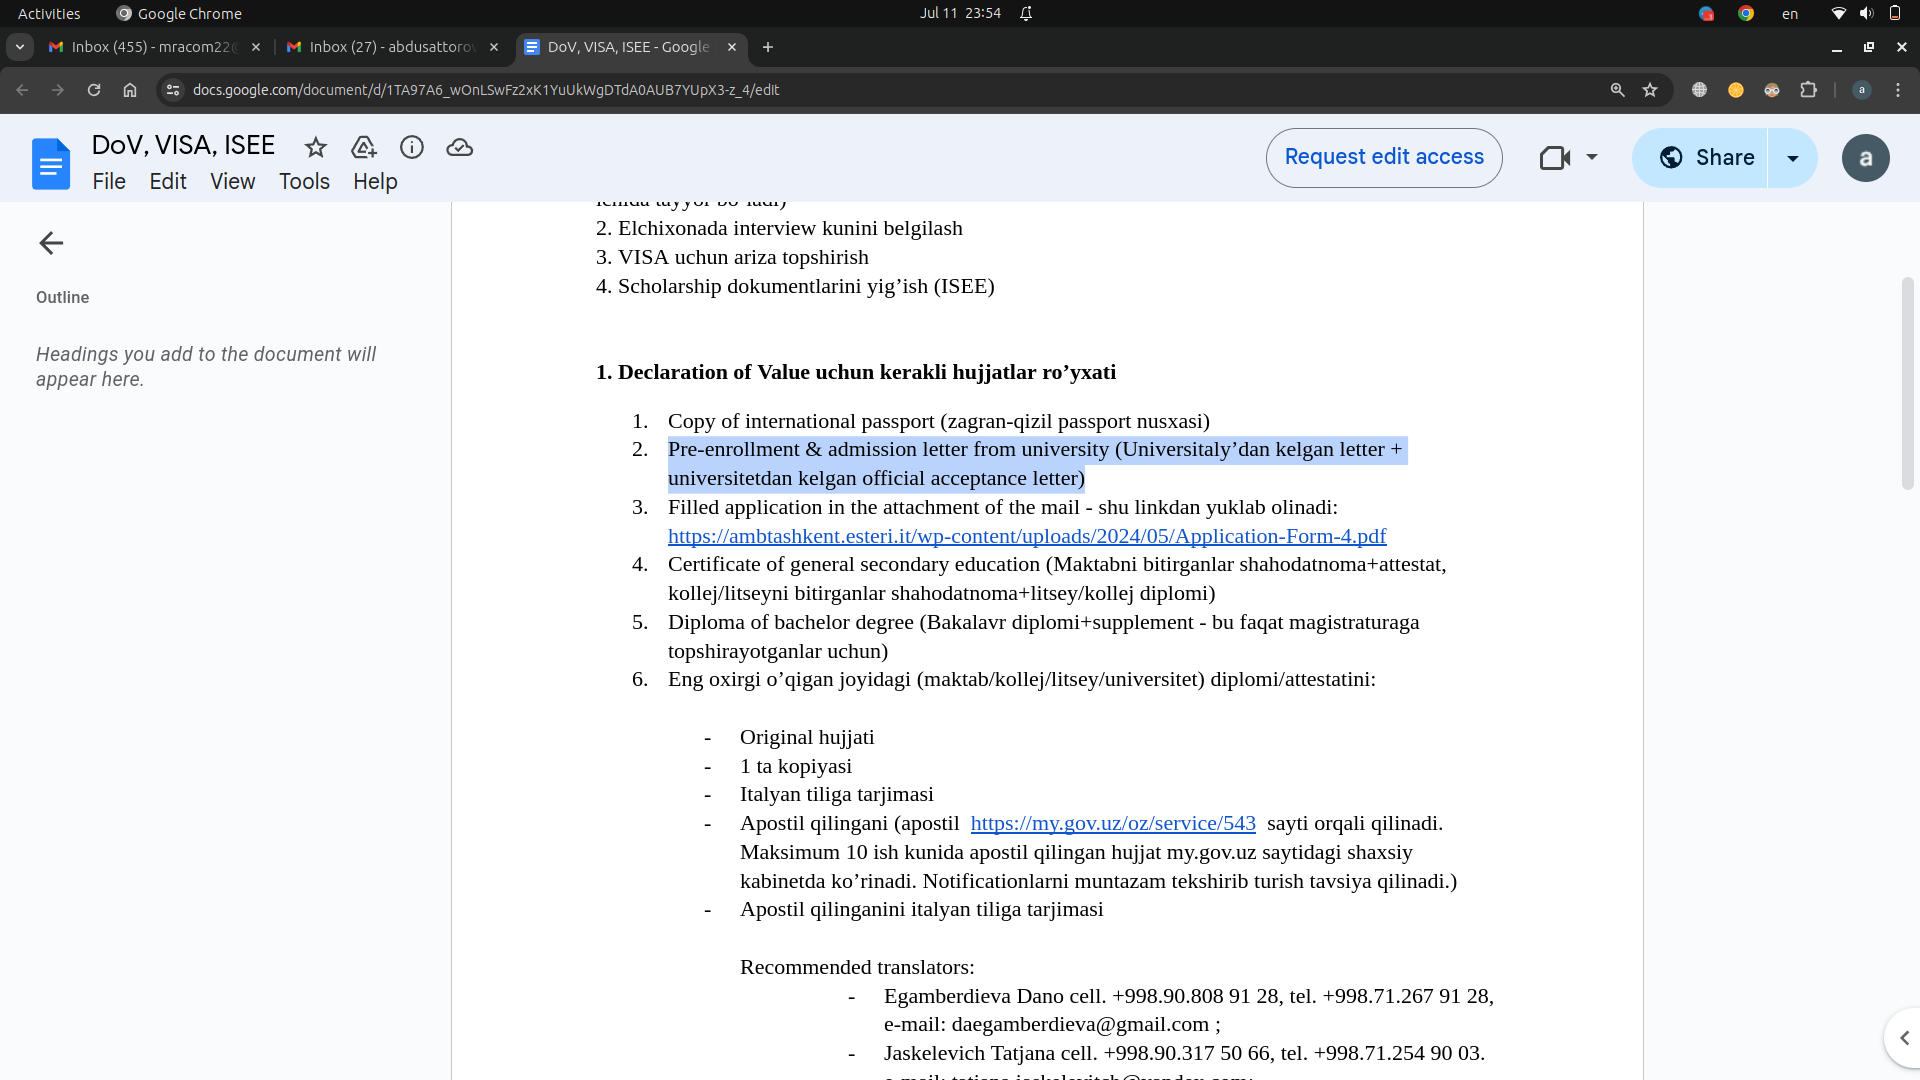 Activities
Google Chrome
Jul 11 23:54
en
Inbox (455) - mracom22
Inbox (27) - abdusattorov
DoV, VISA, ISEE - Google
docs.google.com/document/d/1TA97A6_wOnLSwFz2xK1YuUkWgDTdA0AUB7YUpX3-z_4/edit
a
DoV, VISA, ISEE
File Edit View Tools Help
Request edit access
Share
a
Outline
Headings you add to the document will
appear here.
ichida tayyor bo‘ladi)
2. Elchixonada interview kunini belgilash
3. VISA uchun ariza topshirish
4. Scholarship dokumentlarini yig’ish (ISEE)
1. Declaration of Value uchun kerakli hujjatlar ro’yxati
1. Copy of international passport (zagran-qizil passport nusxasi)
2. Pre-enrollment & admission letter from university (Universitaly’dan kelgan letter +
universitetdan kelgan official acceptance letter)
3. Filled application in the attachment of the mail - shu linkdan yuklab olinadi:
https://ambtashkent.esteri.it/wp-content/uploads/2024/05/Application-Form-4.pdf
4. Certificate of general secondary education (Maktabni bitirganlar shahodatnoma+attestat,
kollej/litseyni bitirganlar shahodatnoma+litsey/kollej diplomi)
5. Diploma of bachelor degree (Bakalavr diplomi+supplement - bu faqat magistraturaga
topshirayotganlar uchun)
6. Eng oxirgi o’qigan joyidagi (maktab/kollej/litsey/universitet) diplomi/attestatini:
- Original hujjati
- 1 ta kopiyasi
- Italyan tiliga tarjimasi
- Apostil qilingani (apostil https://my.gov.uz/oz/service/543 sayti orqali qilinadi.
Maksimum 10 ish kunida apostil qilingan hujjat my.gov.uz saytidagi shaxsiy
kabinetda ko’rinadi. Notificationlarni muntazam tekshirib turish tavsiya qilinadi.)
- Apostil qilinganini italyan tiliga tarjimasi
Recommended translators:
- Egamberdieva Dano cell. +998.90.808 91 28, tel. +998.71.267 91 28,
e-mail: daegamberdieva@gmail.com ;
- Jaskelevich Tatjana cell. +998.90.317 50 66, tel. +998.71.254 90 03.